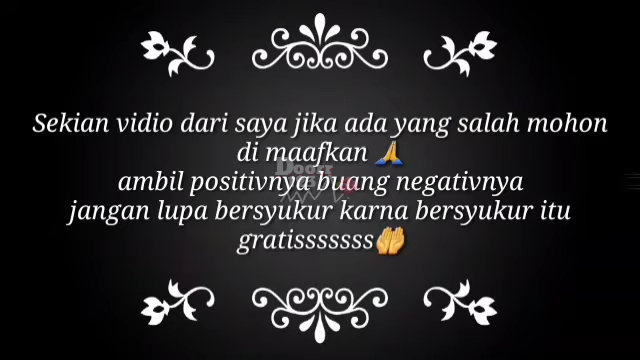 Sekian vidio dari saya jika ada yang salah mohon
di maafkan 🙏
ambil positivnya buang negativnya
jangan lupa bersyukur karna bersyukur itu
gratisssssss🤲